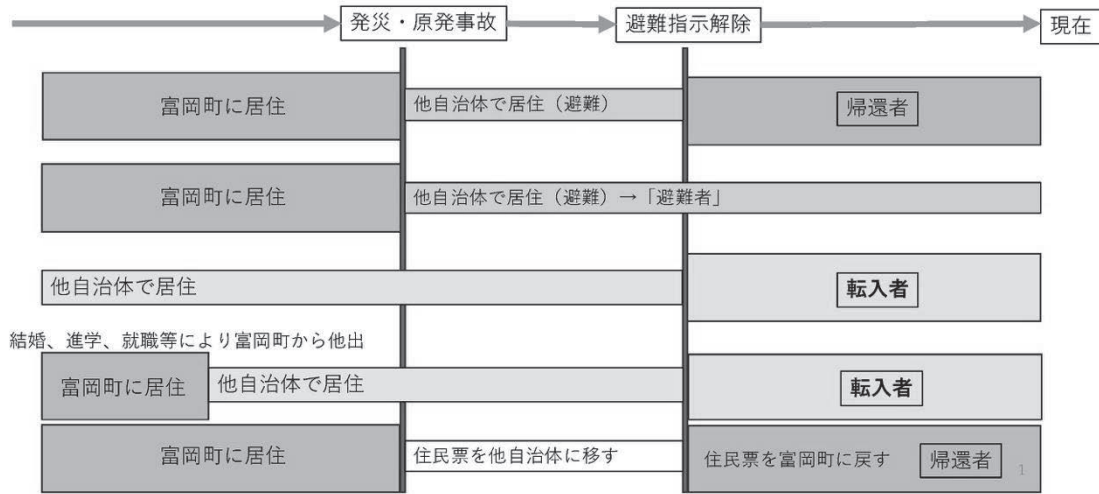 発災・原発事故
避難指示解除
現在
富岡町に居住
他自治体で居住（避難）
帰還者
富岡町に居住
他自治体で居住（避難）→「避難者」
他自治体で居住
転入者
結婚、進学、就職等により富岡町から他出
富岡町に居住
他自治体で居住
転入者
富岡町に居住
住民票を他自治体に移す
住民票を富岡町に戻す
帰還者
1